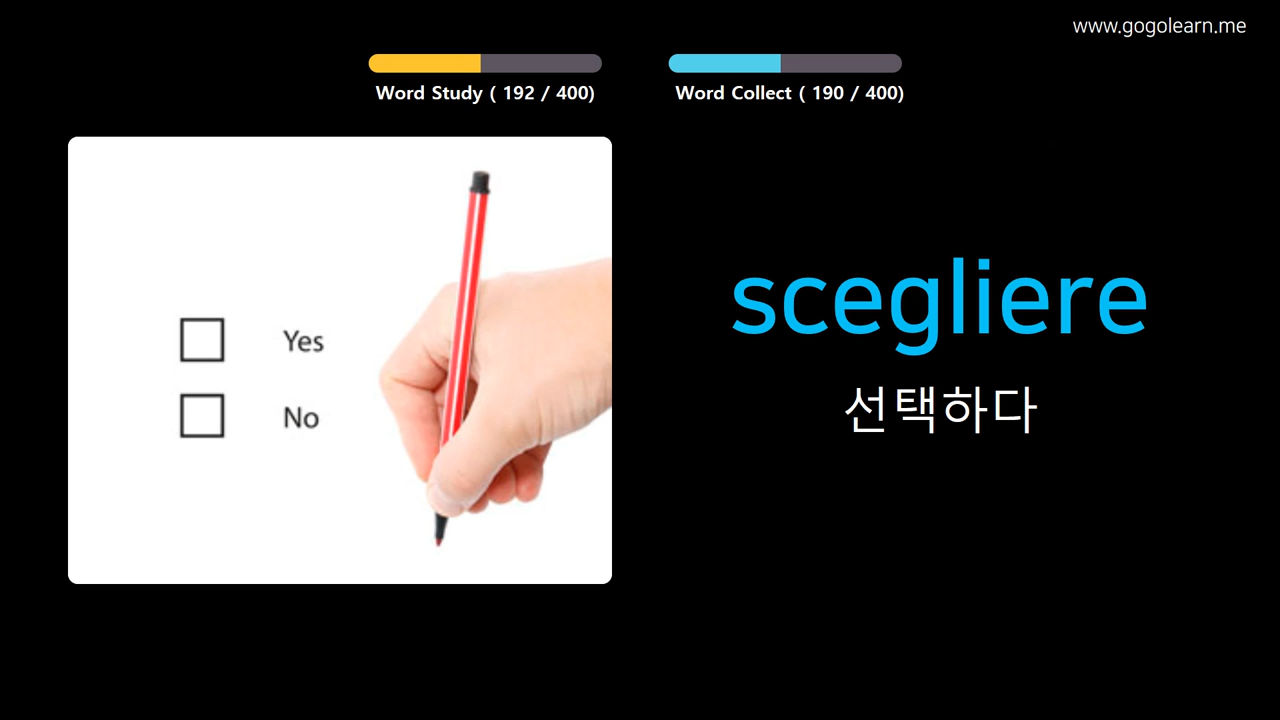 www.gogolearn.me
Word Study ( 192 / 400)
Word Collect ( 190 / 400)
Yes
No
scegliere
선택하다